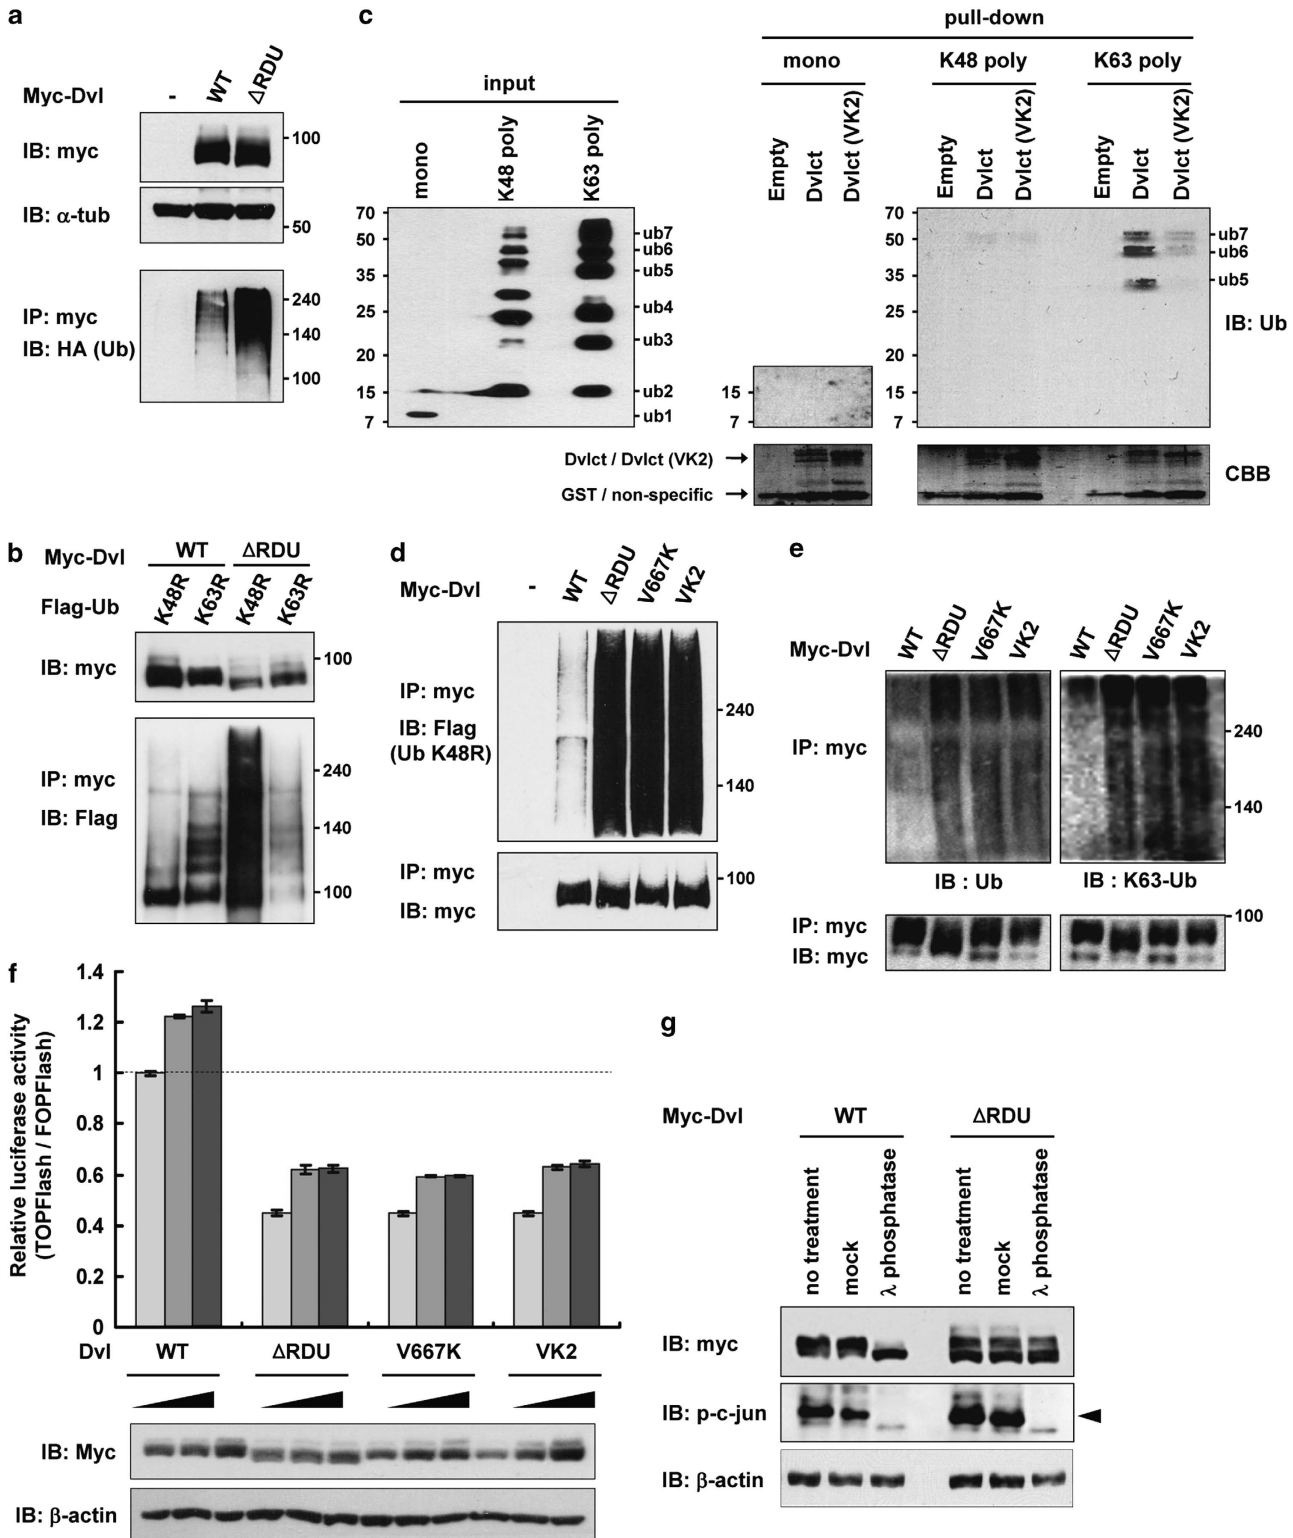 a
Myc-Dvl - WT ΔRDU
IB: myc
100
IB: α-tub
50
IP: myc
IB: HA (Ub)
240
140
100
c
input
mono K48 poly K63 poly
70
50
35
25
20
15
7
ub7
ub6
ub5
ub4
ub3
ub2
ub1
pull-down
mono K48 poly K63 poly
Empty Dvlct Dvlct (VK2) Empty Dvlct Dvlct (VK2) Empty Dvlct Dvlct (VK2)
15
7
70
50
35
25
20
15
7
ub7
ub6
ub5
IB: Ub
Dvlct / Dvlct (VK2)
GST / non-specific
CBB
b
Myc-Dvl WT ΔRDU
Flag-Ub K48R K63R K48R K63R
IB: myc
100
IP: myc
IB: Flag
240
140
100
d
Myc-Dvl - WT ΔRDU V667K VK2
IP: myc
IB: Flag
(Ub K48R)
240
140
IP: myc
IB: myc
100
e
Myc-Dvl WT ΔRDU V667K VK2 WT ΔRDU V667K VK2
IP: myc
240
140
IB : Ub IB : K63-Ub
IP: myc
IB: myc
100
f
Relative luciferase activity
(TOPFlash / FOPFlash)
1.4
1.2
1
0.8
0.6
0.4
0.2
0
Dvl WT ΔRDU V667K VK2
IB: Myc
IB: β-actin
g
Myc-Dvl WT ΔRDU
no treatment mock λ phosphatase no treatment mock λ phosphatase
IB: myc
IB: p-c-jun
IB: β-actin